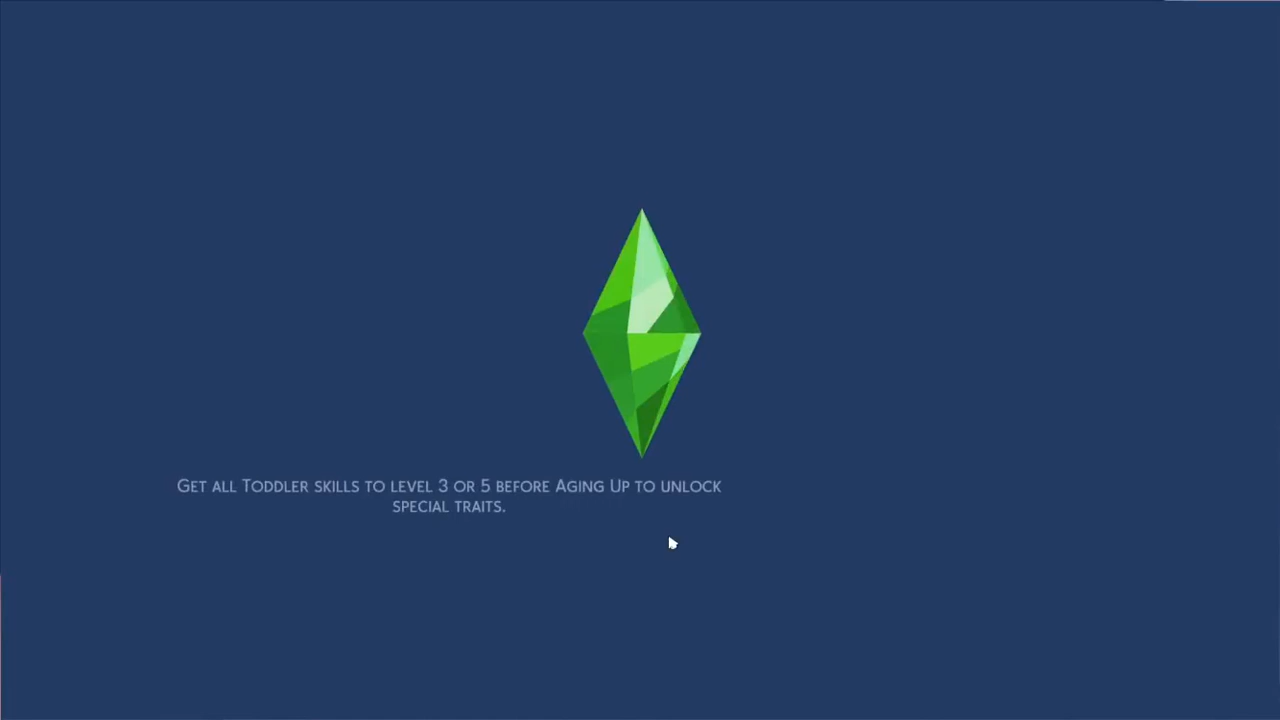 Get all Toddler skills to level 3 or 5 before Aging Up to unlock
special traits.